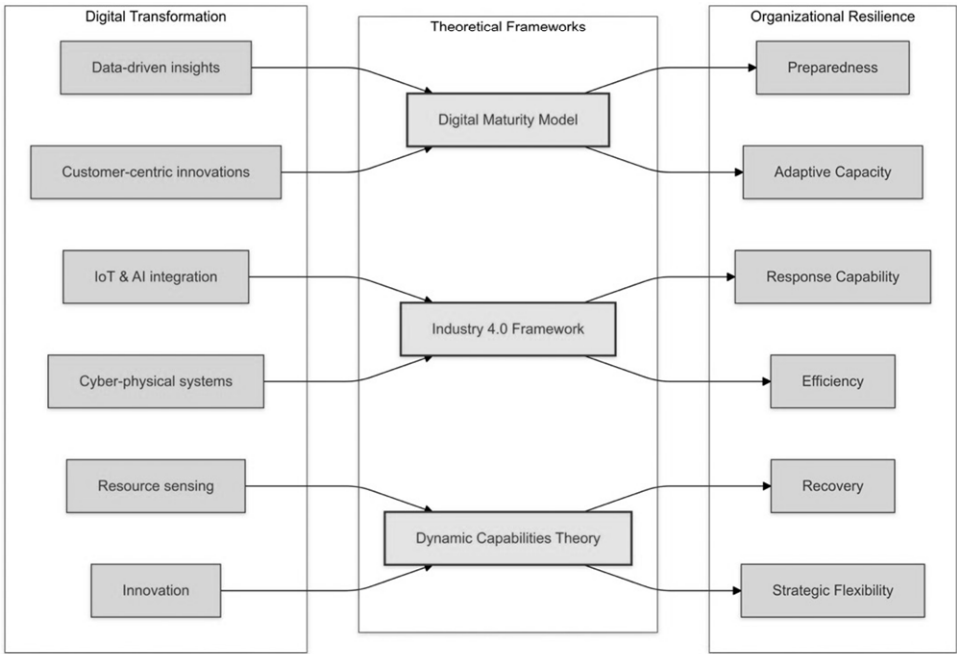 Digital Transformation
Data-driven insights
Customer-centric innovations
IoT & AI integration
Cyber-physical systems
Resource sensing
Innovation
Theoretical Frameworks
Digital Maturity Model
Industry 4.0 Framework
Dynamic Capabilities Theory
Organizational Resilience
Preparedness
Adaptive Capacity
Response Capability
Efficiency
Recovery
Strategic Flexibility